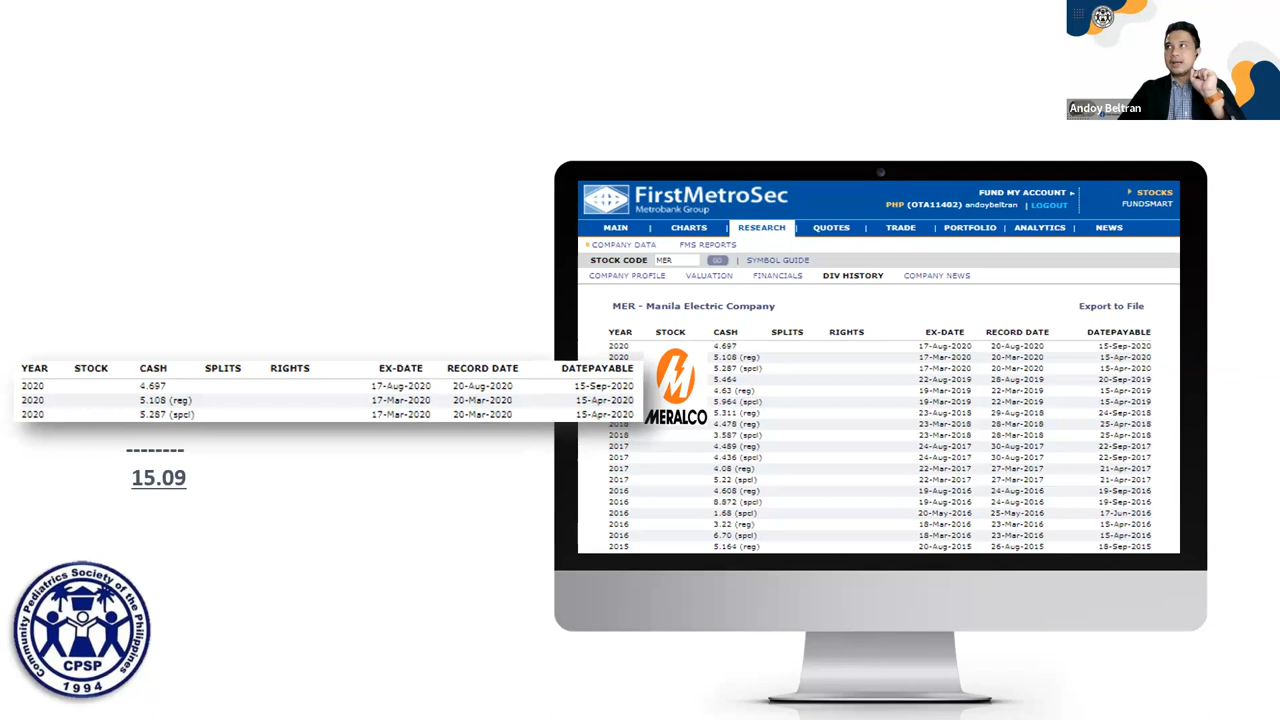 Andoy Beltran
FirstMetroSec
Metrobank Group
FUND MY ACCOUNT
STOCKS
PHP (OTA11402) andoybeltran | LOGOUT
FUNDSMART
MAIN | CHARTS | RESEARCH | QUOTES | TRADE | PORTFOLIO | ANALYTICS | NEWS
COMPANY DATA FMS REPORTS
STOCK CODE MER GO | SYMBOL GUIDE
COMPANY PROFILE VALUATION FINANCIALS DIV HISTORY COMPANY NEWS
MER - Manila Electric Company Export to File
YEAR STOCK CASH SPLITS RIGHTS EX-DATE RECORD DATE DATEPAYABLE
2020 4.697 17-Aug-2020 20-Aug-2020 15-Sep-2020
2020 5.108 (reg) 17-Mar-2020 20-Mar-2020 15-Apr-2020
5.287 (spcl) 17-Mar-2020 20-Mar-2020 15-Apr-2020
5.464 22-Aug-2019 28-Aug-2019 20-Sep-2019
4.63 (reg) 19-Mar-2019 22-Mar-2019 15-Apr-2019
5.964 (spcl) 19-Mar-2019 22-Mar-2019 15-Apr-2019
5.311 (reg) 23-Aug-2018 29-Aug-2018 24-Sep-2018
2018 4.478 (reg) 23-Mar-2018 28-Mar-2018 25-Apr-2018
2018 3.587 (spcl) 23-Mar-2018 28-Mar-2018 25-Apr-2018
2017 4.489 (reg) 24-Aug-2017 30-Aug-2017 22-Sep-2017
2017 4.436 (spcl) 24-Aug-2017 30-Aug-2017 22-Sep-2017
2017 4.08 (reg) 22-Mar-2017 27-Mar-2017 21-Apr-2017
2017 5.22 (spcl) 22-Mar-2017 27-Mar-2017 21-Apr-2017
2016 4.608 (reg) 19-Aug-2016 24-Aug-2016 19-Sep-2016
2016 8.872 (spcl) 19-Aug-2016 24-Aug-2016 19-Sep-2016
2016 1.68 (spcl) 20-May-2016 25-May-2016 17-Jun-2016
2016 3.22 (reg) 18-Mar-2016 23-Mar-2016 15-Apr-2016
2016 6.70 (spcl) 18-Mar-2016 23-Mar-2016 15-Apr-2016
2015 5.164 (reg) 20-Aug-2015 26-Aug-2015 18-Sep-2015
YEAR STOCK CASH SPLITS RIGHTS EX-DATE RECORD DATE DATEPAYABLE
2020 4.697 17-Aug-2020 20-Aug-2020 15-Sep-2020
2020 5.108 (reg) 17-Mar-2020 20-Mar-2020 15-Apr-2020
2020 5.287 (spcl) 17-Mar-2020 20-Mar-2020 15-Apr-2020
MERALCO
--------
15.09
Community Pediatrics Society of the Philippines
CPSP
1994